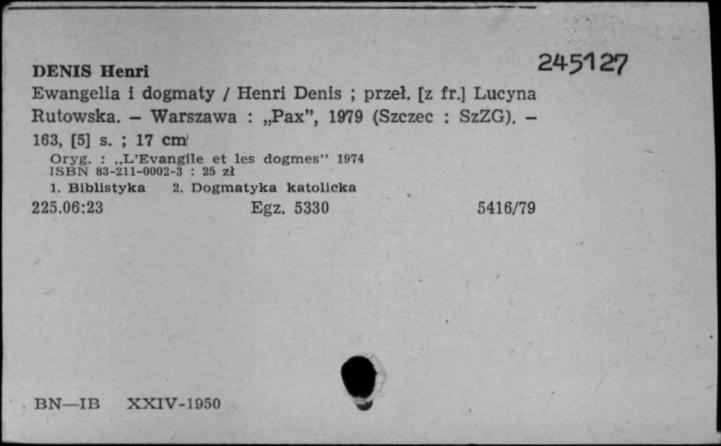 245127
DENIS Henri
Ewangelia i dogmaty / Henri Denis ; przeł. [z fr.] Lucyna
Rutowska. — Warszawa : „Pax”, 1979 (Szczec : SzZG). —
163, [5] s. ; 17 cm
Oryg. : „L'Evangile et les dogmes” 1974
ISBN 83-211-0002-3 : 25 zł
1. Biblistyka 2. Dogmatyka katolicka
225.06:23 Egz. 5330 5416/79
BN—IB XXIV-1950